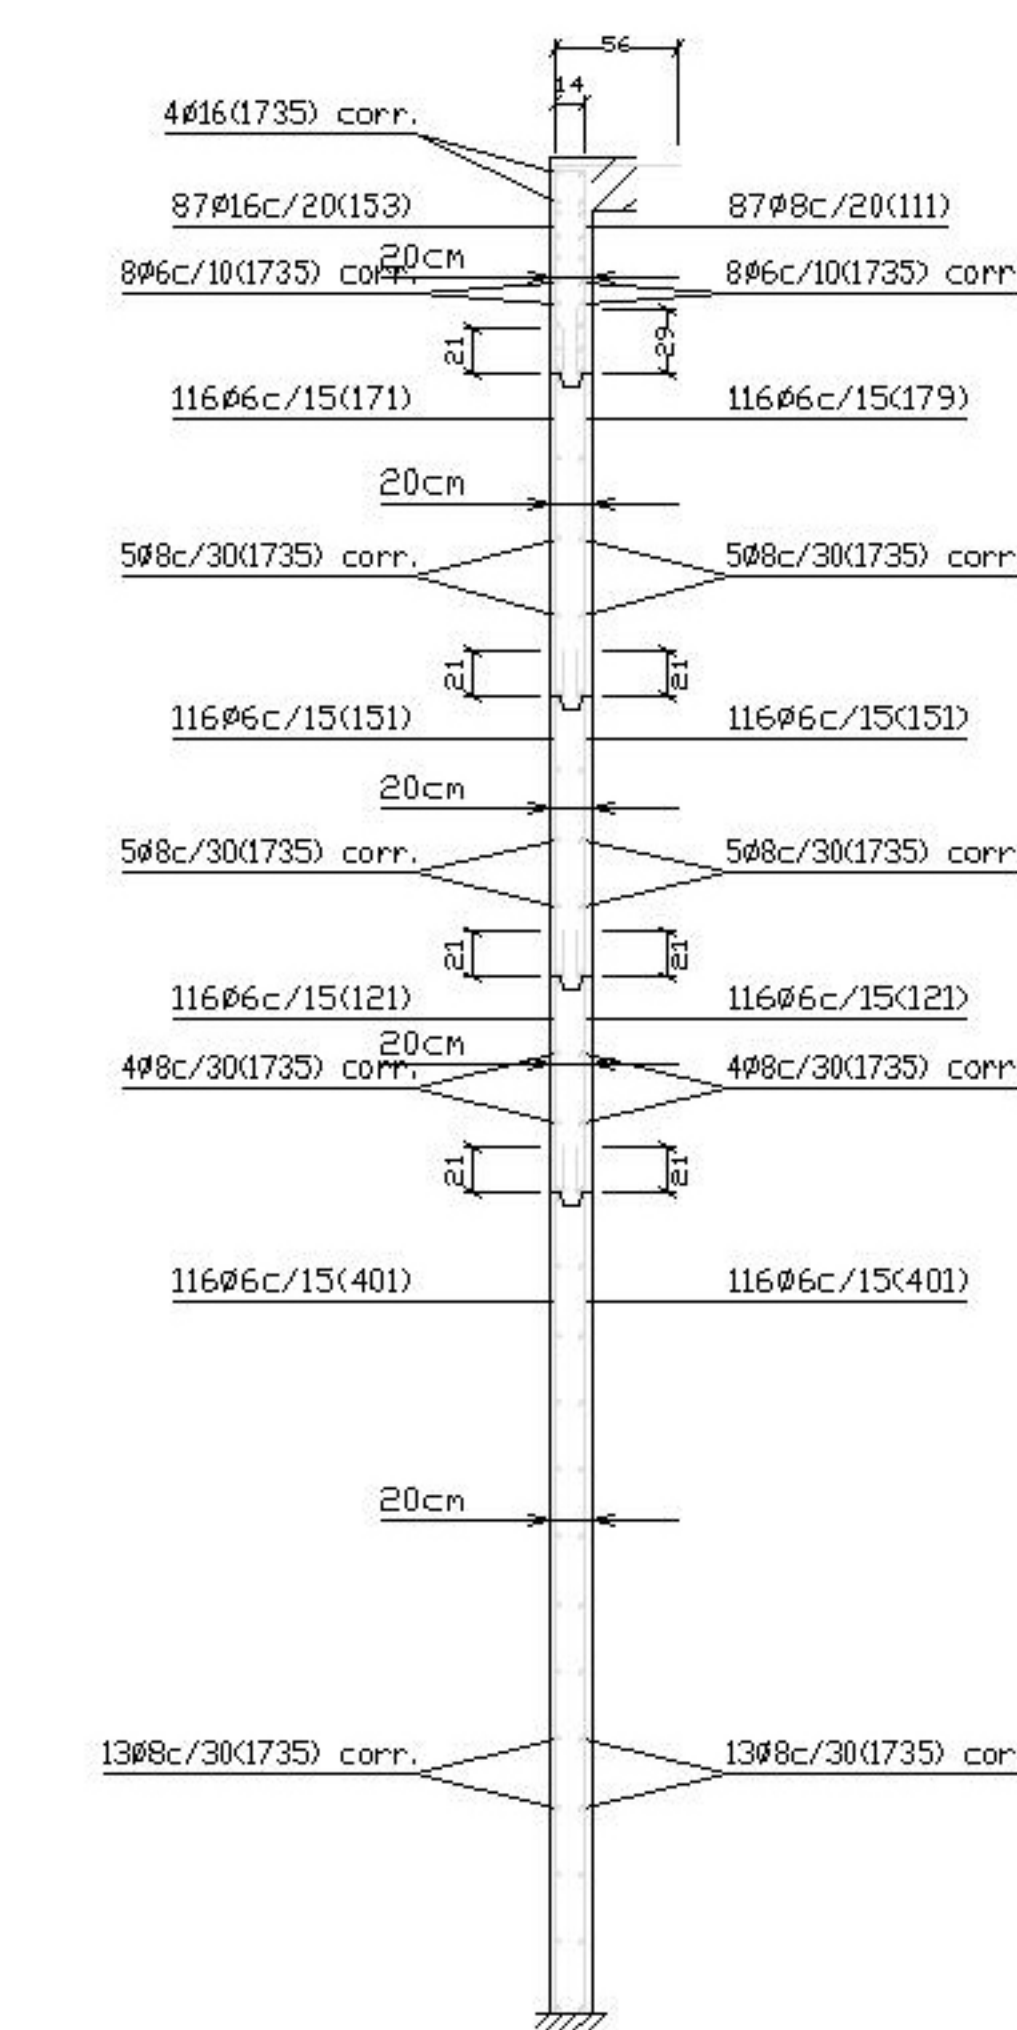 56
14
4ø16(1735) corr.
87ø16c/20(153)
87ø8c/20(111)
20cm
8ø6c/10(1735) corr.
8ø6c/10(1735) corr
21
29
116ø6c/15(171)
116ø6c/15(179)
20cm
5ø8c/30(1735) corr.
5ø8c/30(1735) corr
21
21
116ø6c/15(151)
116ø6c/15(151)
20cm
5ø8c/30(1735) corr.
5ø8c/30(1735) corr
21
21
116ø6c/15(121)
116ø6c/15(121)
20cm
4ø8c/30(1735) corr.
4ø8c/30(1735) corr
21
21
116ø6c/15(401)
116ø6c/15(401)
20cm
13ø8c/30(1735) corr.
13ø8c/30(1735) cor